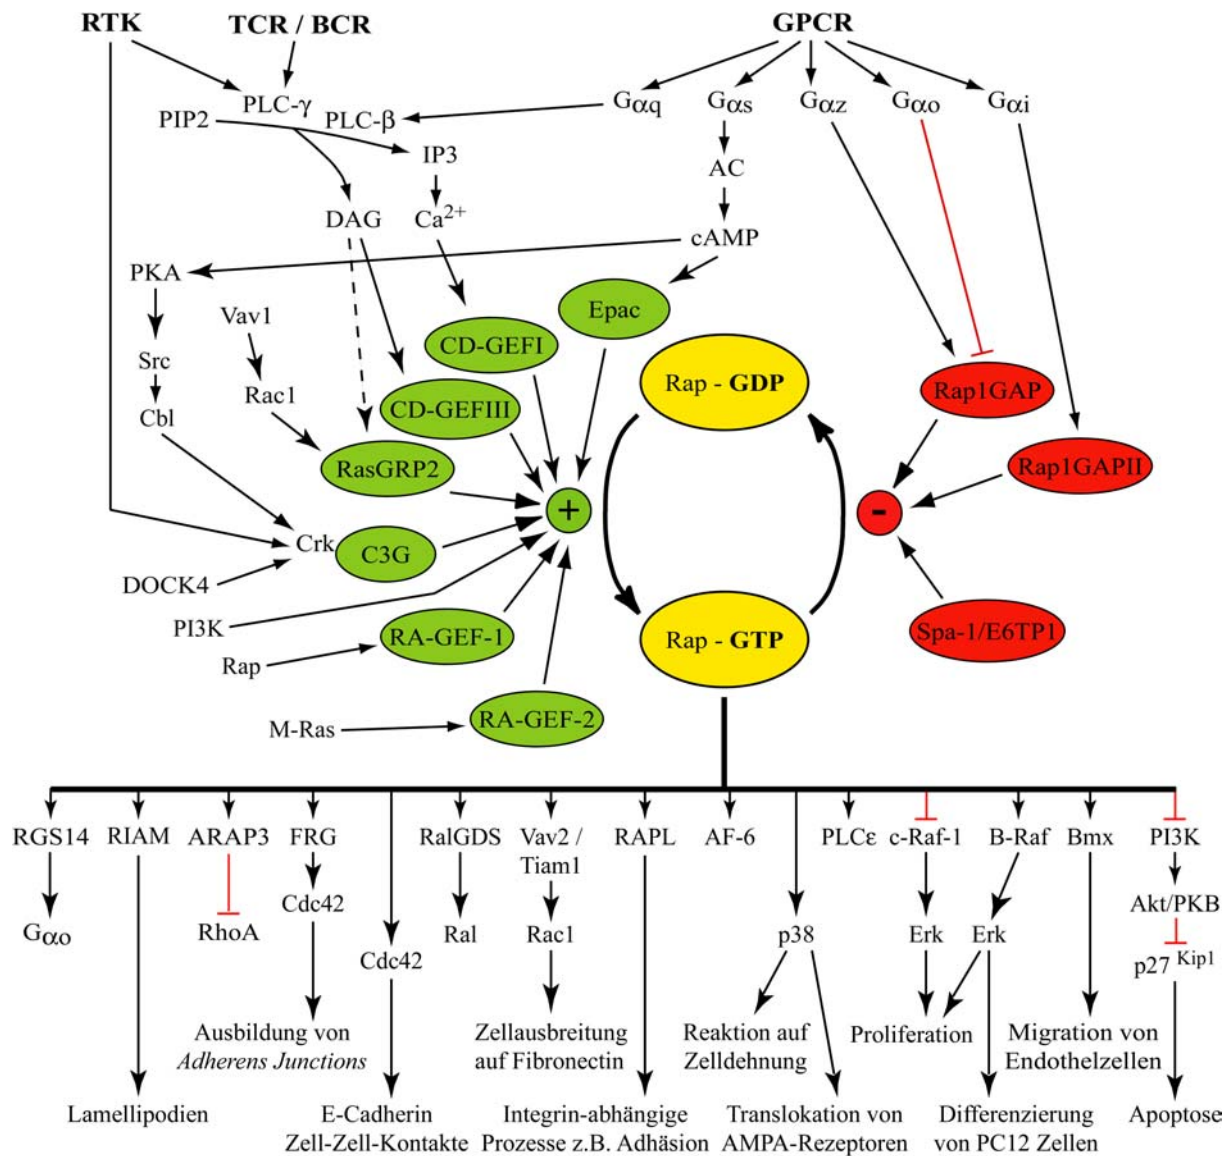 RTK
TCR / BCR
GPCR
PLC-γ
PIP2
PLC-β
Gαq
Gαs
Gαz
Gαo
Gαi
IP3
AC
DAG
Ca2+
cAMP
PKA
Vav1
Epac
CD-GEFI
Src
Rac1
Cbl
CD-GEFIII
Rap - GDP
Rap1GAP
RasGRP2
Rap1GAPII
+
-
Crk
C3G
DOCK4
PI3K
RA-GEF-1
Rap
Rap - GTP
Spa-1/E6TP1
M-Ras
RA-GEF-2
RGS14
RIAM
ARAP3
FRG
RalGDS
Vav2 /
Tiam1
RAPL
AF-6
PLCε
c-Raf-1
B-Raf
Bmx
PI3K
Cdc42
Akt/PKB
Gαo
RhoA
Cdc42
Ral
Rac1
p38
Erk
Erk
p27 Kip1
Ausbildung von
Adherens Junctions
Zellausbreitung
auf Fibronectin
Reaktion auf
Zelldehnung
Proliferation
Migration von
Endothelzellen
Lamellipodien
E-Cadherin
Zell-Zell-Kontakte
Integrin-abhängige
Prozesse z.B. Adhäsion
Translokation von
AMPA-Rezeptoren
Differenzierung
von PC12 Zellen
Apoptose